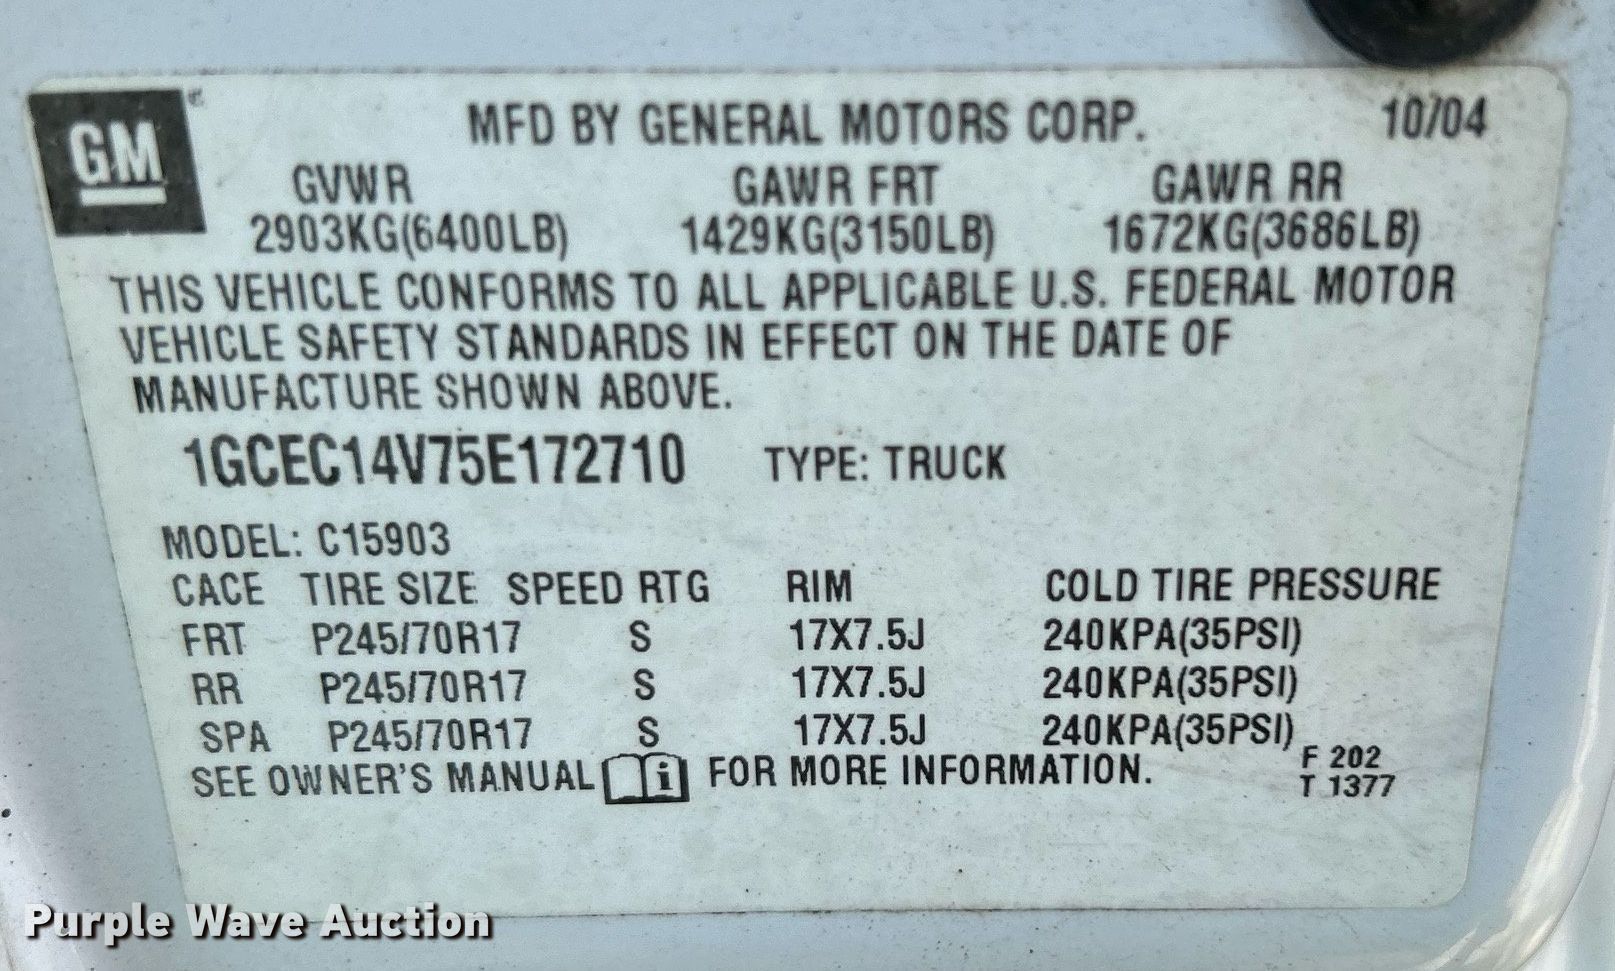 GM
MFD BY GENERAL MOTORS CORP. 10/04
GVWR GAWR FRT GAWR RR
2903KG(6400LB) 1429KG(3150LB) 1672KG(3686LB)
THIS VEHICLE CONFORMS TO ALL APPLICABLE U.S. FEDERAL MOTOR
VEHICLE SAFETY STANDARDS IN EFFECT ON THE DATE OF
MANUFACTURE SHOWN ABOVE.
1GCEC14V75E172710 TYPE: TRUCK
MODEL: C15903
CACE TIRE SIZE SPEED RTG RIM COLD TIRE PRESSURE
FRT P245/70R17 S 17X7.5J 240KPA(35PSI)
RR P245/70R17 S 17X7.5J 240KPA(35PSI)
SPA P245/70R17 S 17X7.5J 240KPA(35PSI)
SEE OWNER'S MANUAL i FOR MORE INFORMATION.
F 202
T 1377
Purple Wave Auction